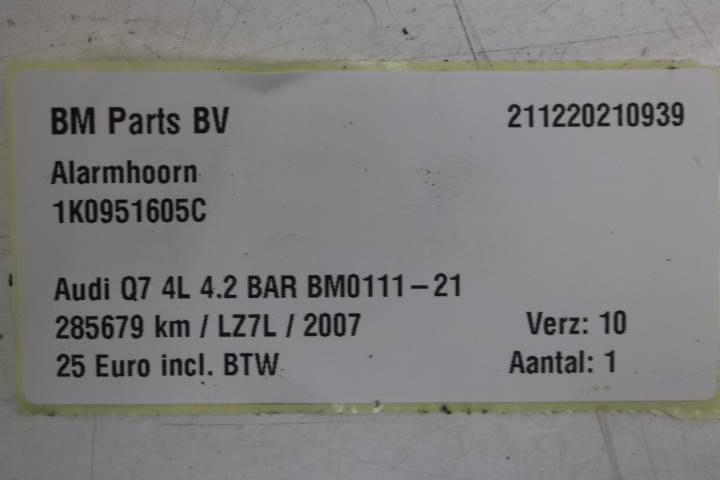 BM Parts BV 211220210939
Alarmhoorn
1K0951605C
Audi Q7 4L 4.2 BAR BM0111-21
285679 km / LZ7L / 2007 Verz: 10
25 Euro incl. BTW Aantal: 1